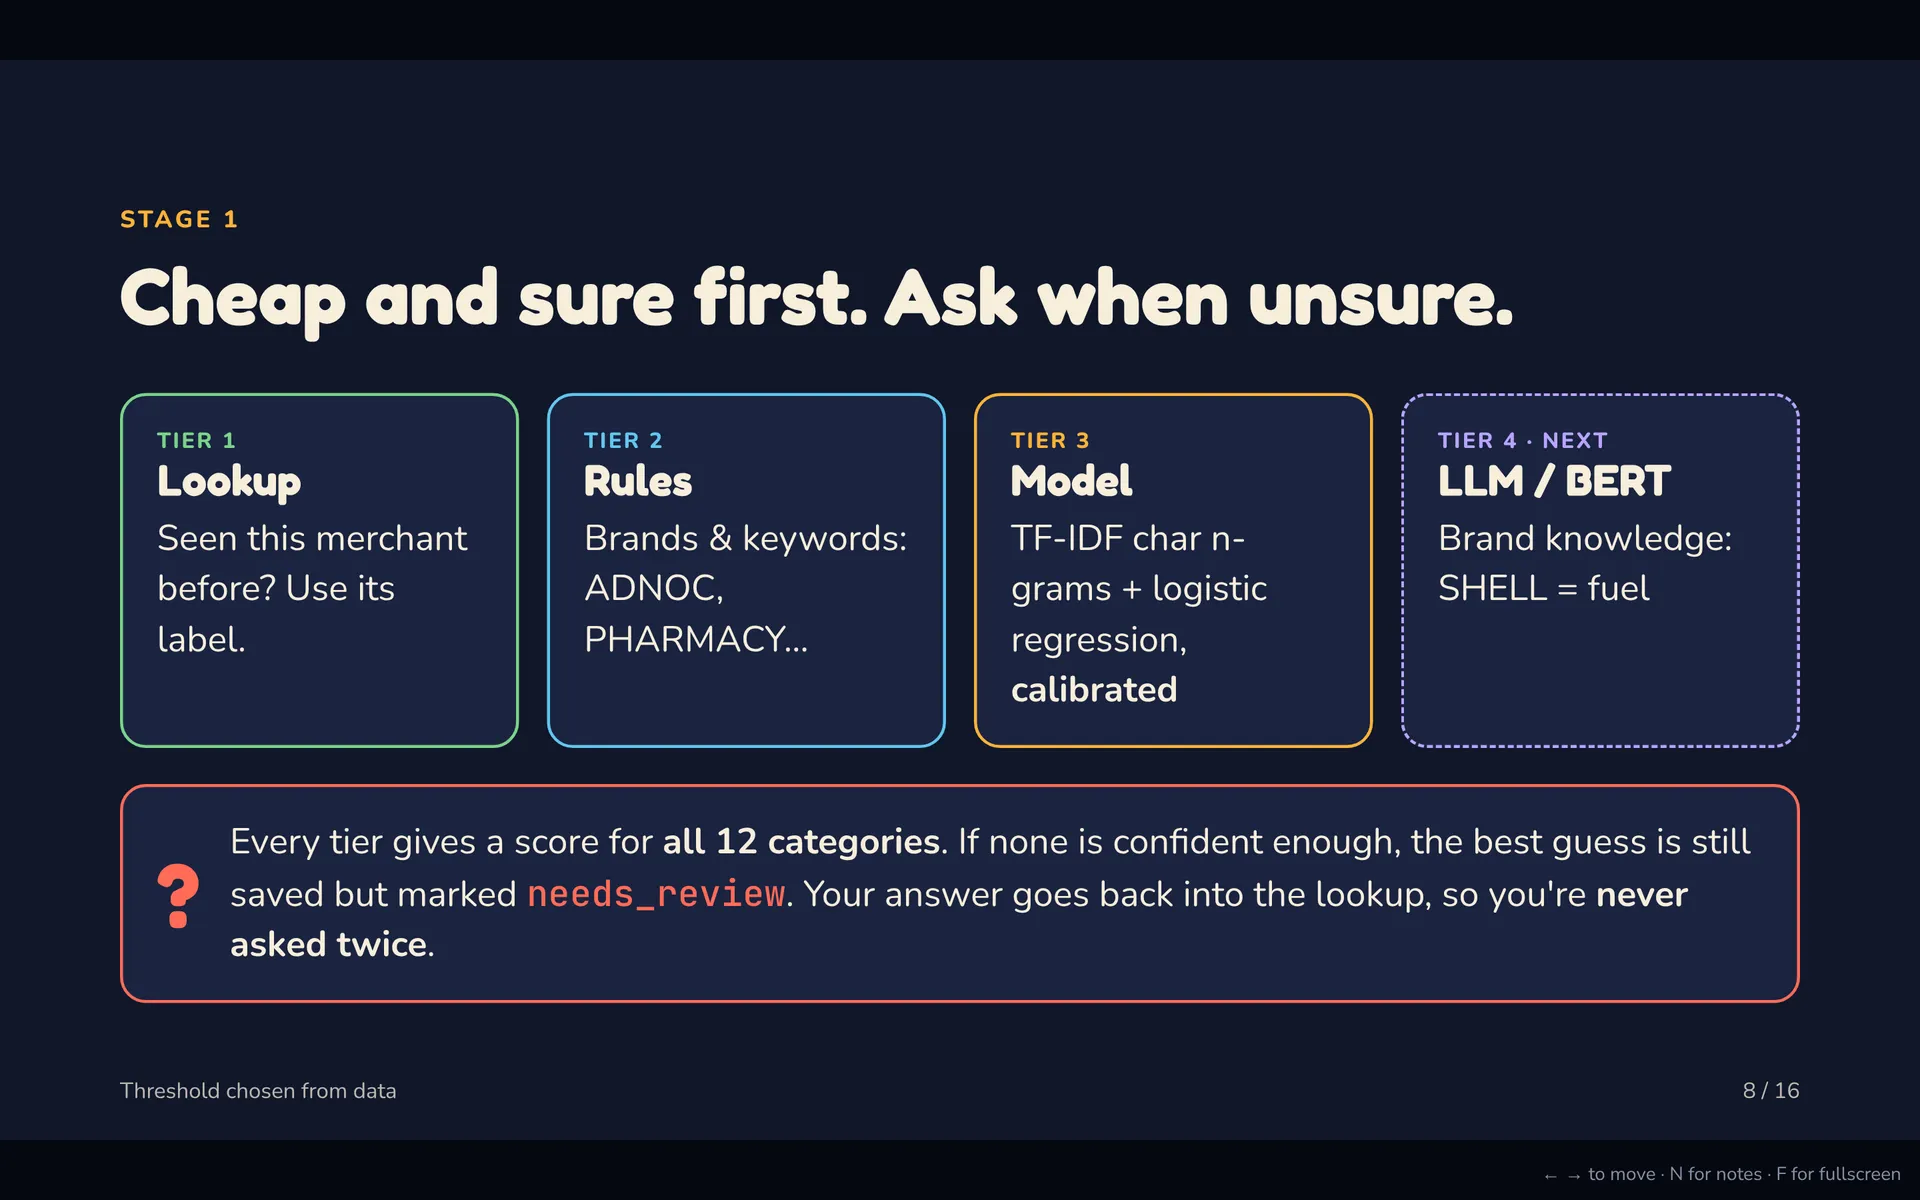 STAGE 1
Cheap and sure first. Ask when unsure.
TIER 1
Lookup
Seen this merchant
before? Use its
label.
TIER 2
Rules
Brands & keywords:
ADNOC,
PHARMACY...
TIER 3
Model
TF-IDF char n-
grams + logistic
regression,
calibrated
TIER 4 · NEXT
LLM / BERT
Brand knowledge:
SHELL = fuel
?
Every tier gives a score for all 12 categories. If none is confident enough, the best guess is still
saved but marked needs_review. Your answer goes back into the lookup, so you're never
asked twice.
Threshold chosen from data
8 / 16
← → to move · N for notes · F for fullscreen